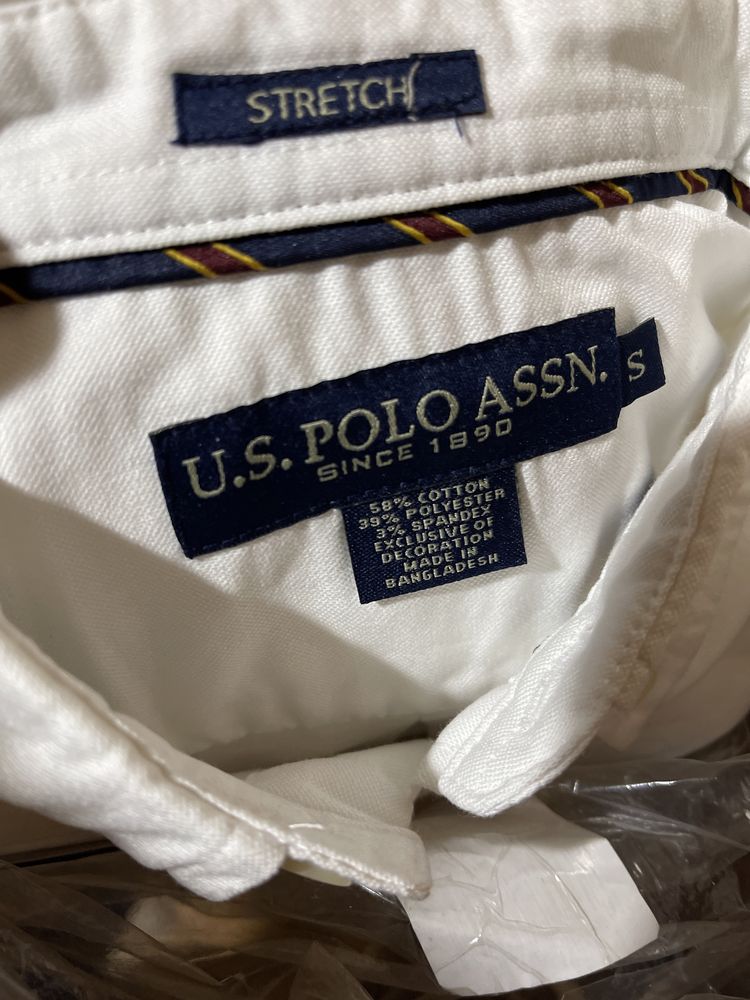 STRETCH
U.S. POLO ASSN.
SINCE 1890
S
58% COTTON
39% POLYESTER
3% SPANDEX
EXCLUSIVE OF
DECORATION
MADE IN
BANGLADESH